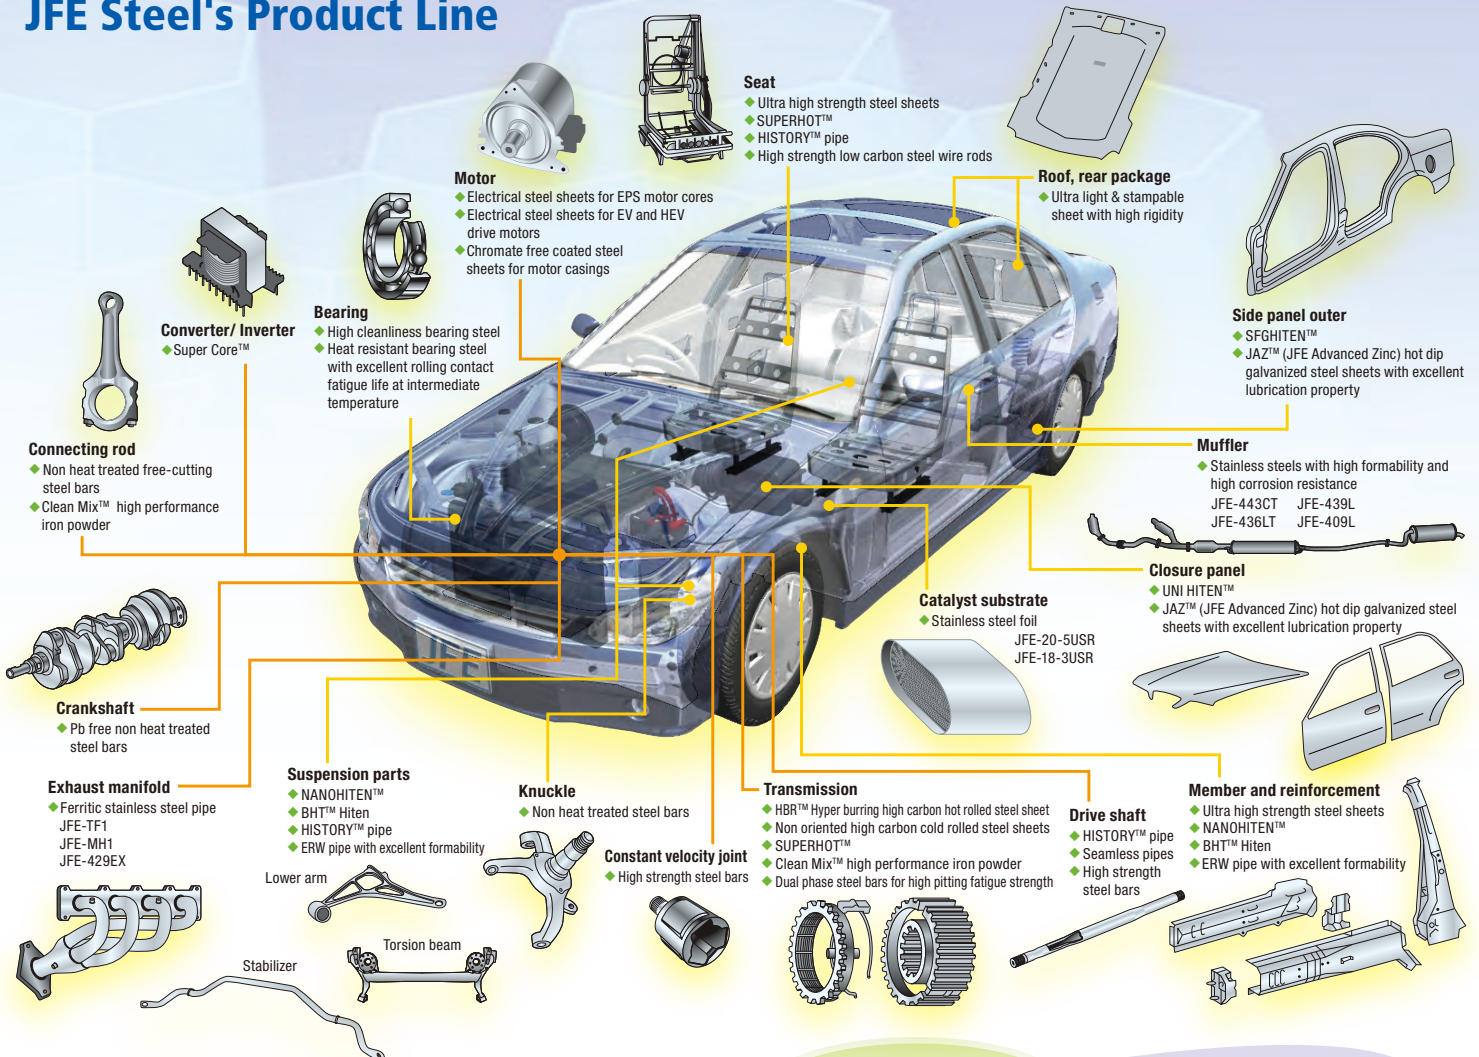 JFE Steel's Product Line
Seat
◆ Ultra high strength steel sheets
◆ SUPERHOT™
◆ HISTORY™ pipe
◆ High strength low carbon steel wire rods
Motor
◆ Electrical steel sheets for EPS motor cores
◆ Electrical steel sheets for EV and HEV
drive motors
◆ Chromate free coated steel
sheets for motor casings
Roof, rear package
◆ Ultra light & stampable
sheet with high rigidity
Bearing
◆ High cleanliness bearing steel
◆ Heat resistant bearing steel
with excellent rolling contact
fatigue life at intermediate
temperature
Converter/ Inverter
◆ Super Core™
Side panel outer
◆ SFGHITEN™
◆ JAZ™ (JFE Advanced Zinc) hot dip
galvanized steel sheets with excellent
lubrication property
Connecting rod
◆ Non heat treated free-cutting
steel bars
◆ Clean Mix™ high performance
iron powder
Muffler
◆ Stainless steels with high formability and
high corrosion resistance
JFE-443CT JFE-439L
JFE-436LT JFE-409L
Closure panel
◆ UNI HITEN™
◆ JAZ™ (JFE Advanced Zinc) hot dip galvanized steel
sheets with excellent lubrication property
Catalyst substrate
◆ Stainless steel foil
JFE-20-5USR
JFE-18-3USR
JFE
Crankshaft
◆ Pb free non heat treated
steel bars
Exhaust manifold
◆ Ferritic stainless steel pipe
JFE-TF1
JFE-MH1
JFE-429EX
Suspension parts
◆ NANOHITEN™
◆ BHT™ Hiten
◆ HISTORY™ pipe
◆ ERW pipe with excellent formability
Lower arm
Torsion beam
Stabilizer
Knuckle
◆ Non heat treated steel bars
Constant velocity joint
◆ High strength steel bars
Transmission
◆ HBR™ Hyper burring high carbon hot rolled steel sheet
◆ Non oriented high carbon cold rolled steel sheets
◆ SUPERHOT™
◆ Clean Mix™ high performance iron powder
◆ Dual phase steel bars for high pitting fatigue strength
Drive shaft
◆ HISTORY™ pipe
◆ Seamless pipes
◆ High strength
steel bars
Member and reinforcement
◆ Ultra high strength steel sheets
◆ NANOHITEN™
◆ BHT™ Hiten
◆ ERW pipe with excellent formability